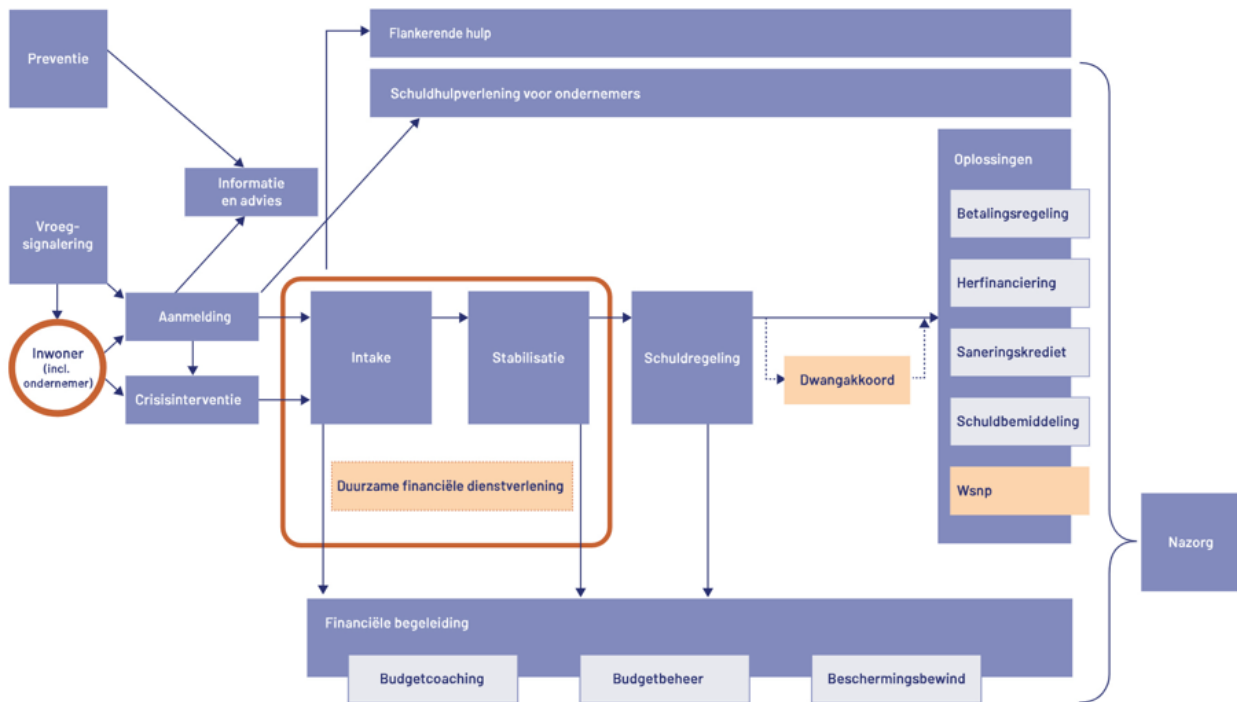 Flankerende hulp
Preventie
Schuldhulpverlening voor ondernemers
Oplossingen
Informatie
en advies
Betalingsregeling
Vroeg-
signalering
Herfinanciering
Aanmelding
Inwoner
(incl.
ondernemer)
Intake
Stabilisatie
Schuldregeling
Saneringskrediet
Dwangakkoord
Crisisinterventie
Schuldbemiddeling
Duurzame financiële dienstverlening
Wsnp
Nazorg
Financiële begeleiding
Budgetcoaching
Budgetbeheer
Beschermingsbewind